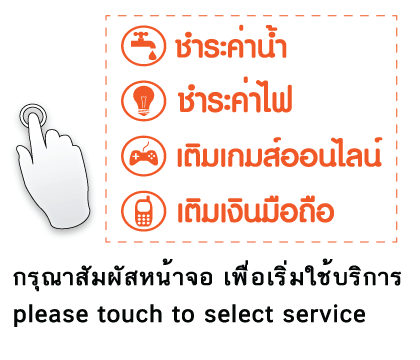 ชำระค่าน้ำ
ชำระค่าไฟ
เติมเกมส์ออนไลน์
เติมเงินมือถือ
กรุณาสัมผัสหน้าจอ เพื่อเริ่มใช้บริการ
please touch to select service